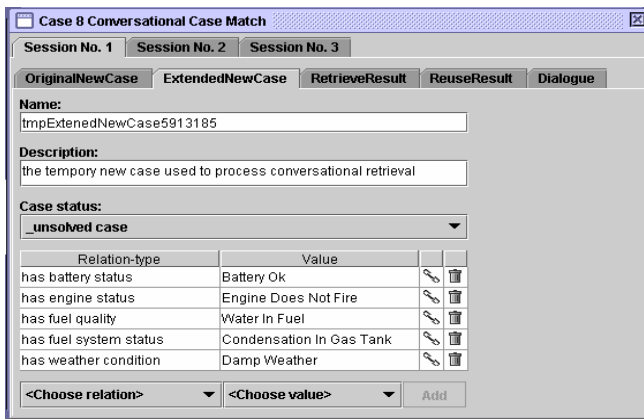 Case 8 Conversational Case Match
Session No. 1 Session No. 2 Session No. 3
OriginalNewCase ExtendedNewCase RetrieveResult ReuseResult Dialogue
Name:
tmpExtenedNewCase5913185
Description:
the tempory new case used to process conversational retrieval
Case status:
_unsolved case
Relation-type Value
has battery status Battery Ok
has engine status Engine Does Not Fire
has fuel quality Water In Fuel
has fuel system status Condensation In Gas Tank
has weather condition Damp Weather
<Choose relation> <Choose value> Add